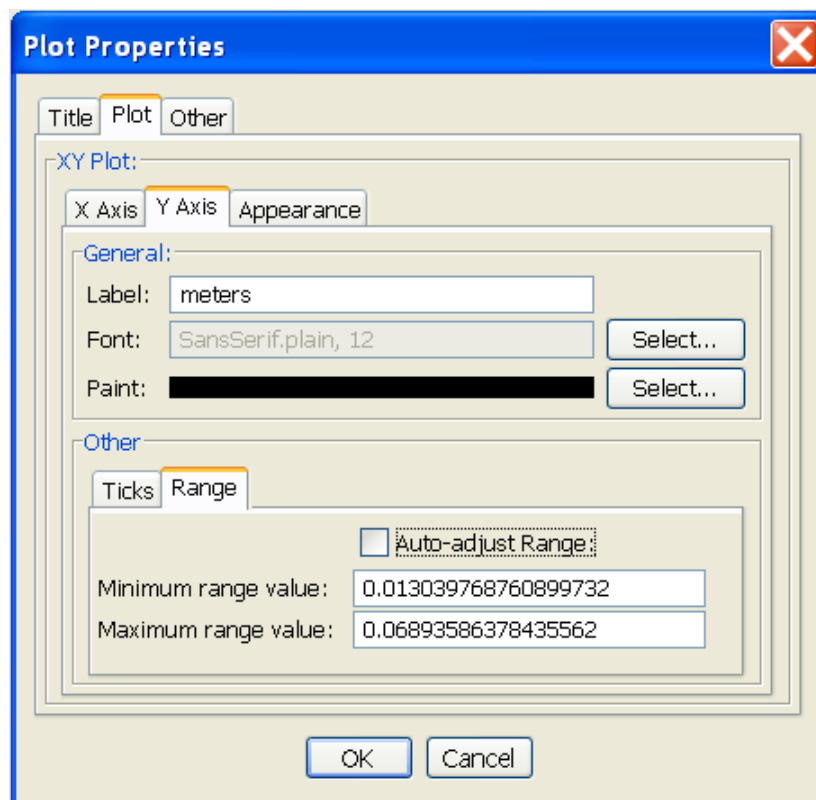 Plot Properties
Title Plot Other
XY Plot:
X Axis Y Axis Appearance
General:
Label: meters
Font: SansSerif.plain, 12 Select...
Paint: Select...
Other
Ticks Range
Auto-adjust Range:
Minimum range value: 0.013039768760899732
Maximum range value: 0.06893586378435562
OK Cancel